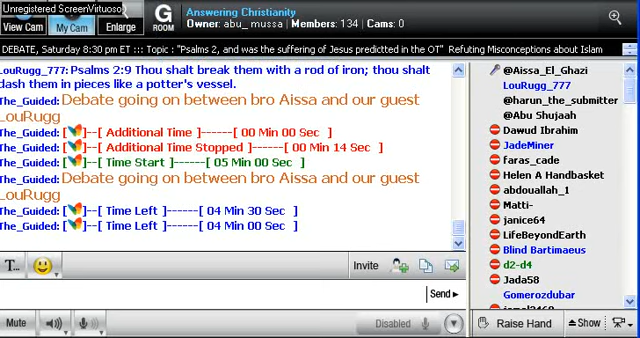 Unregistered ScreenVirtuoso
View Cam
My Cam
Enlarge
G
ROOM
Answering Christianity
Owner: abu_ mussa | Members: 134 | Cams: 0
DEBATE, Saturday 8:30 pm ET ::: Topic : "Psalms 2, and was the suffering of Jesus predictted in the OT" Refuting Misconceptions about Islam
LouRugg_777: Psalms 2:9 Thou shalt break them with a rod of iron; thou shalt
dash them in pieces like a potter's vessel.
The_Guided: Debate going on between bro Aissa and our guest
LouRugg
The_Guided: [ ]--[ Additional Time ]------[ 00 Min 00 Sec ]
The_Guided: [ ]--[ Additional Time Stopped ]------[ 00 Min 14 Sec ]
The_Guided: [ ]--[ Time Start ]------[ 05 Min 00 Sec ]
The_Guided: Debate going on between bro Aissa and our guest
LouRugg
The_Guided: [ ]--[ Time Left ]------[ 04 Min 30 Sec ]
The_Guided: [ ]--[ Time Left ]------[ 04 Min 00 Sec ]
@Aissa_El_Ghazi
LouRugg_777
@harun_the_submitter
@Abu Shujaah
Dawud Ibrahim
JadeMiner
faras_cade
Helen A Handbasket
abdouallah_1
Matti-
janice64
LifeBeyondEarth
Blind Bartimaeus
d2-d4
Jada58
Gomerozdubar
T...
Invite
Send
Mute
Disabled
Raise Hand
Show